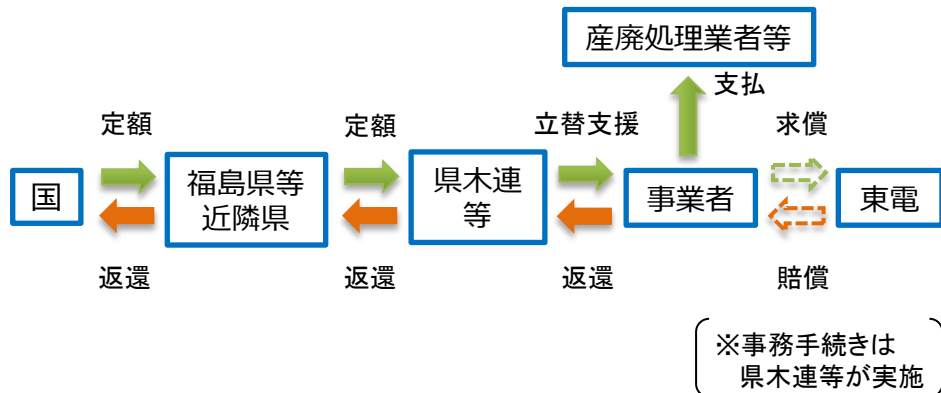 産廃処理業者等
支払
定額
定額
立替支援
求償
国
福島県等
近隣県
県木連
等
事業者
東電
返還
返還
返還
賠償
※事務手続きは
県木連等が実施